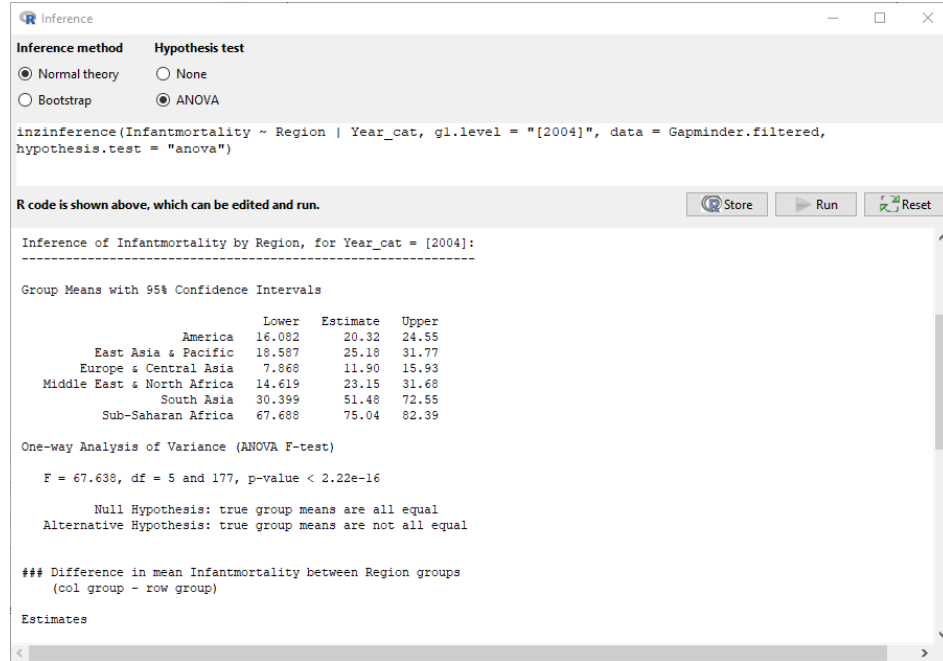 Inference
Inference method Hypothesis test
Normal theory None
Bootstrap ANOVA
inzinference(Infantmortality ~ Region | Year_cat, g1.level = "[2004]", data = Gapminder.filtered,
hypothesis.test = "anova")
R code is shown above, which can be edited and run. Store Run Reset
Inference of Infantmortality by Region, for Year_cat = [2004]:
--------------------------------------------------------------
Group Means with 95% Confidence Intervals
Lower Estimate Upper
America 16.082 20.32 24.55
East Asia & Pacific 18.587 25.18 31.77
Europe & Central Asia 7.868 11.90 15.93
Middle East & North Africa 14.619 23.15 31.68
South Asia 30.399 51.48 72.55
Sub-Saharan Africa 67.688 75.04 82.39
One-way Analysis of Variance (ANOVA F-test)
F = 67.638, df = 5 and 177, p-value < 2.22e-16
Null Hypothesis: true group means are all equal
Alternative Hypothesis: true group means are not all equal
### Difference in mean Infantmortality between Region groups
(col group - row group)
Estimates